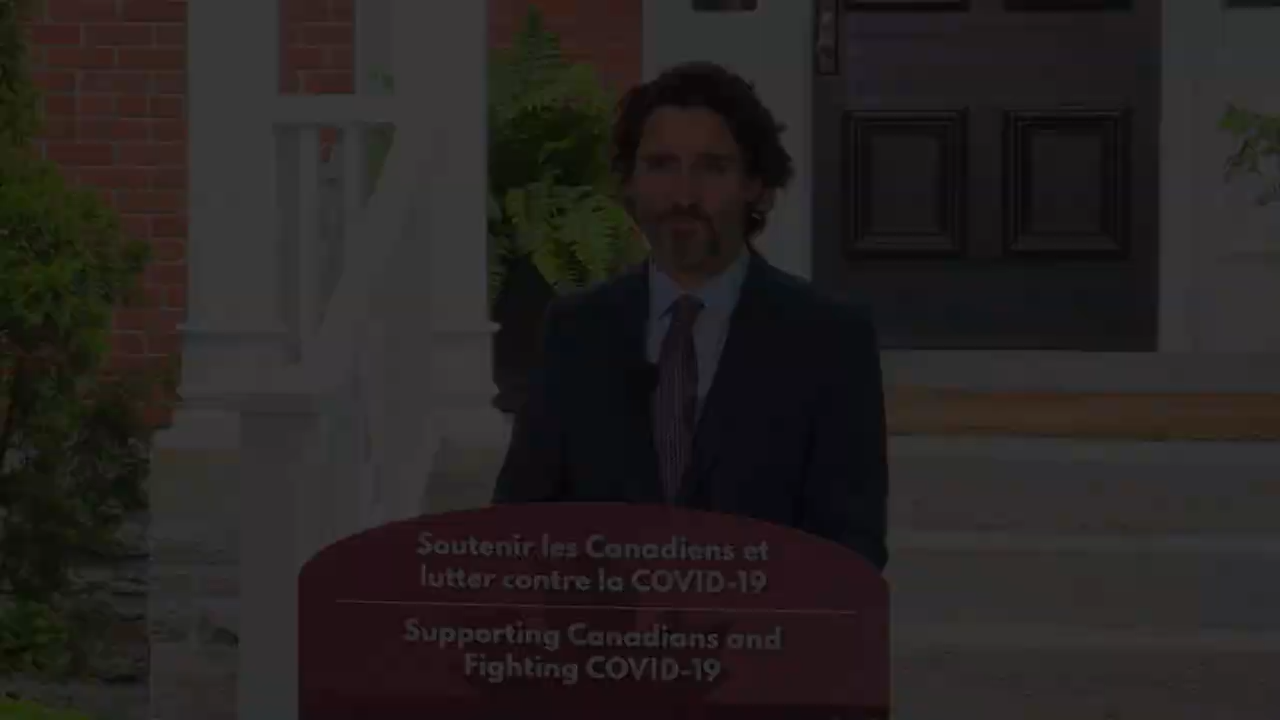 Soutenir les Canadiens et
lutter contre la COVID-19
Supporting Canadians and
Fighting COVID-19